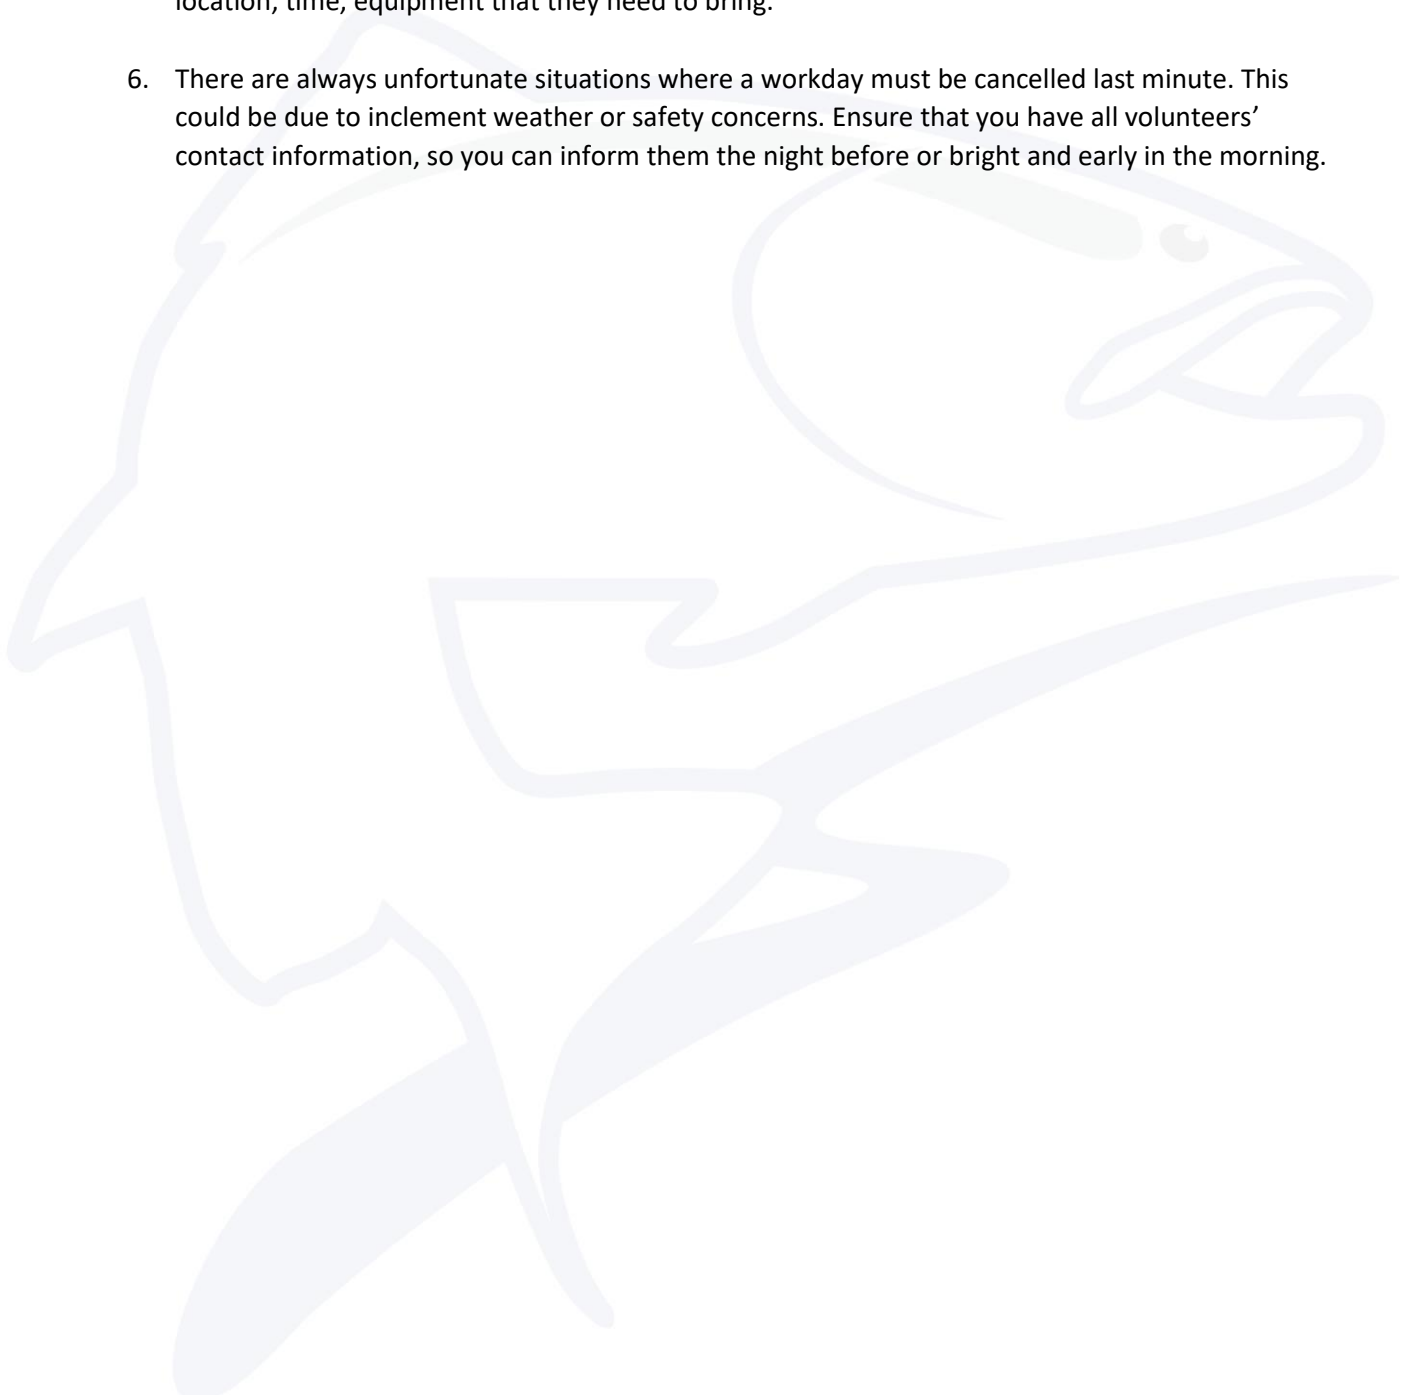 location, time, equipment that they need to bring.
6. There are always unfortunate situations where a workday must be cancelled last minute. This
could be due to inclement weather or safety concerns. Ensure that you have all volunteers’
contact information, so you can inform them the night before or bright and early in the morning.